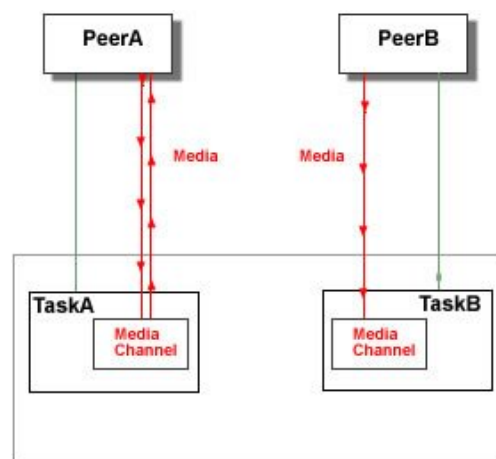 PeerA
PeerB
Media
Media
TaskA
TaskB
Media
Channel
Media
Channel